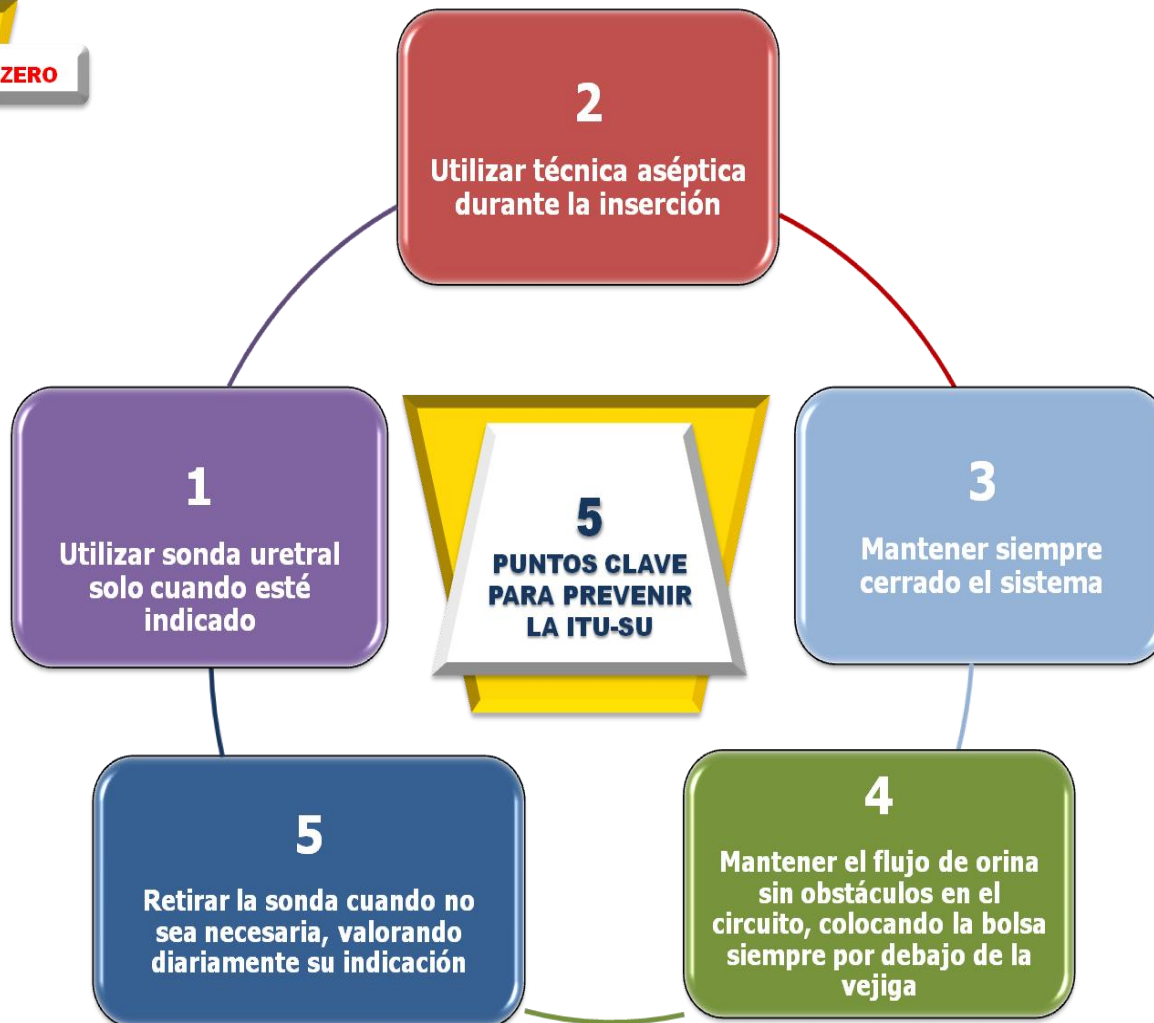 ZERO
5
PUNTOS CLAVE
PARA PREVENIR
LA ITU-SU
1
Utilizar sonda uretral
solo cuando esté
indicado
2
Utilizar técnica aséptica
durante la inserción
3
Mantener siempre
cerrado el sistema
4
Mantener el flujo de orina
sin obstáculos en el
circuito, colocando la bolsa
siempre por debajo de la
vejiga
5
Retirar la sonda cuando no
sea necesaria, valorando
diariamente su indicación